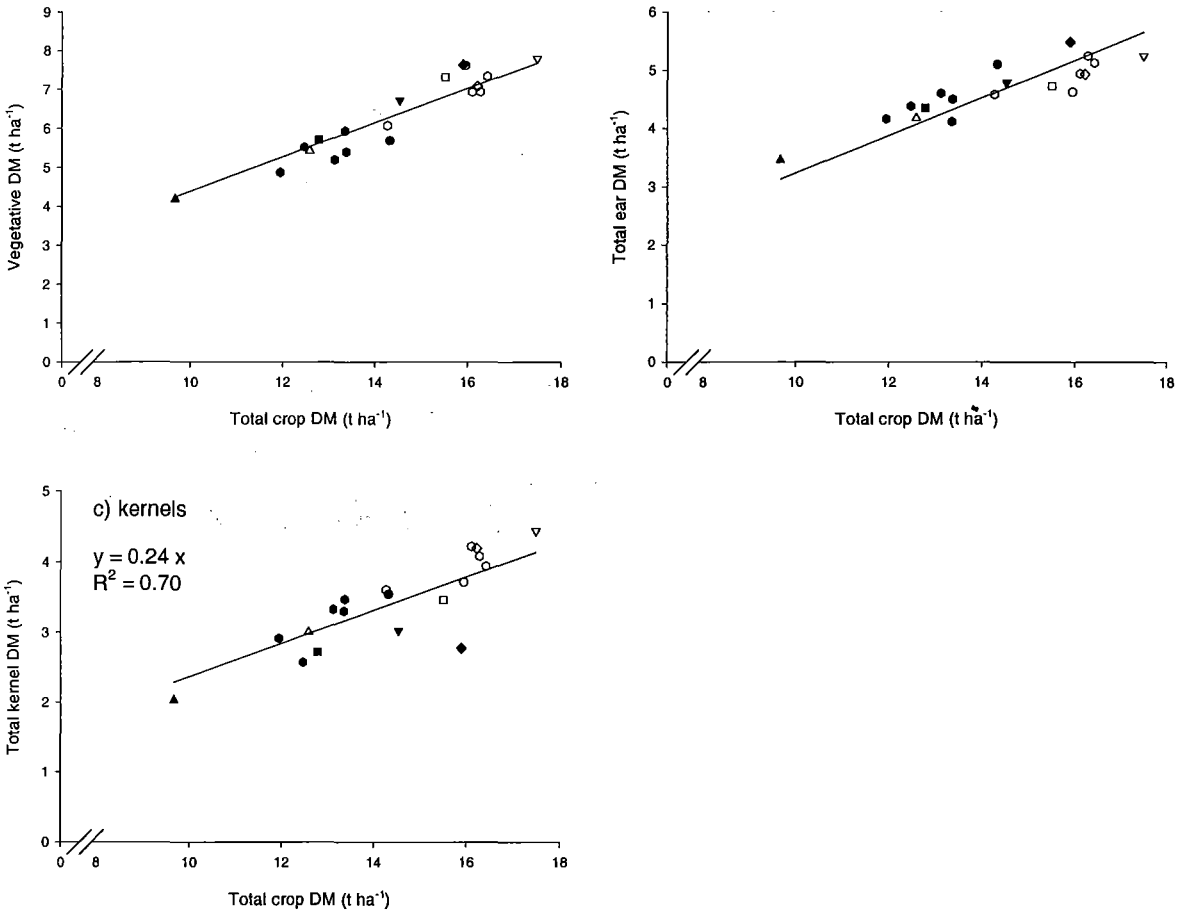 9
8
7
6
5
4
3
2
1
0
Vegetative DM (t ha⁻¹)
0 8 10 12 14 16 18
Total crop DM (t ha⁻¹)
6
5
4
3
2
1
0
Total ear DM (t ha⁻¹)
0 8 10 12 14 16 18
Total crop DM (t ha⁻¹)
5
4
3
2
1
0
Total kernel DM (t ha⁻¹)
c) kernels
y = 0.24 x
R² = 0.70
0 8 10 12 14 16 18
Total crop DM (t ha⁻¹)